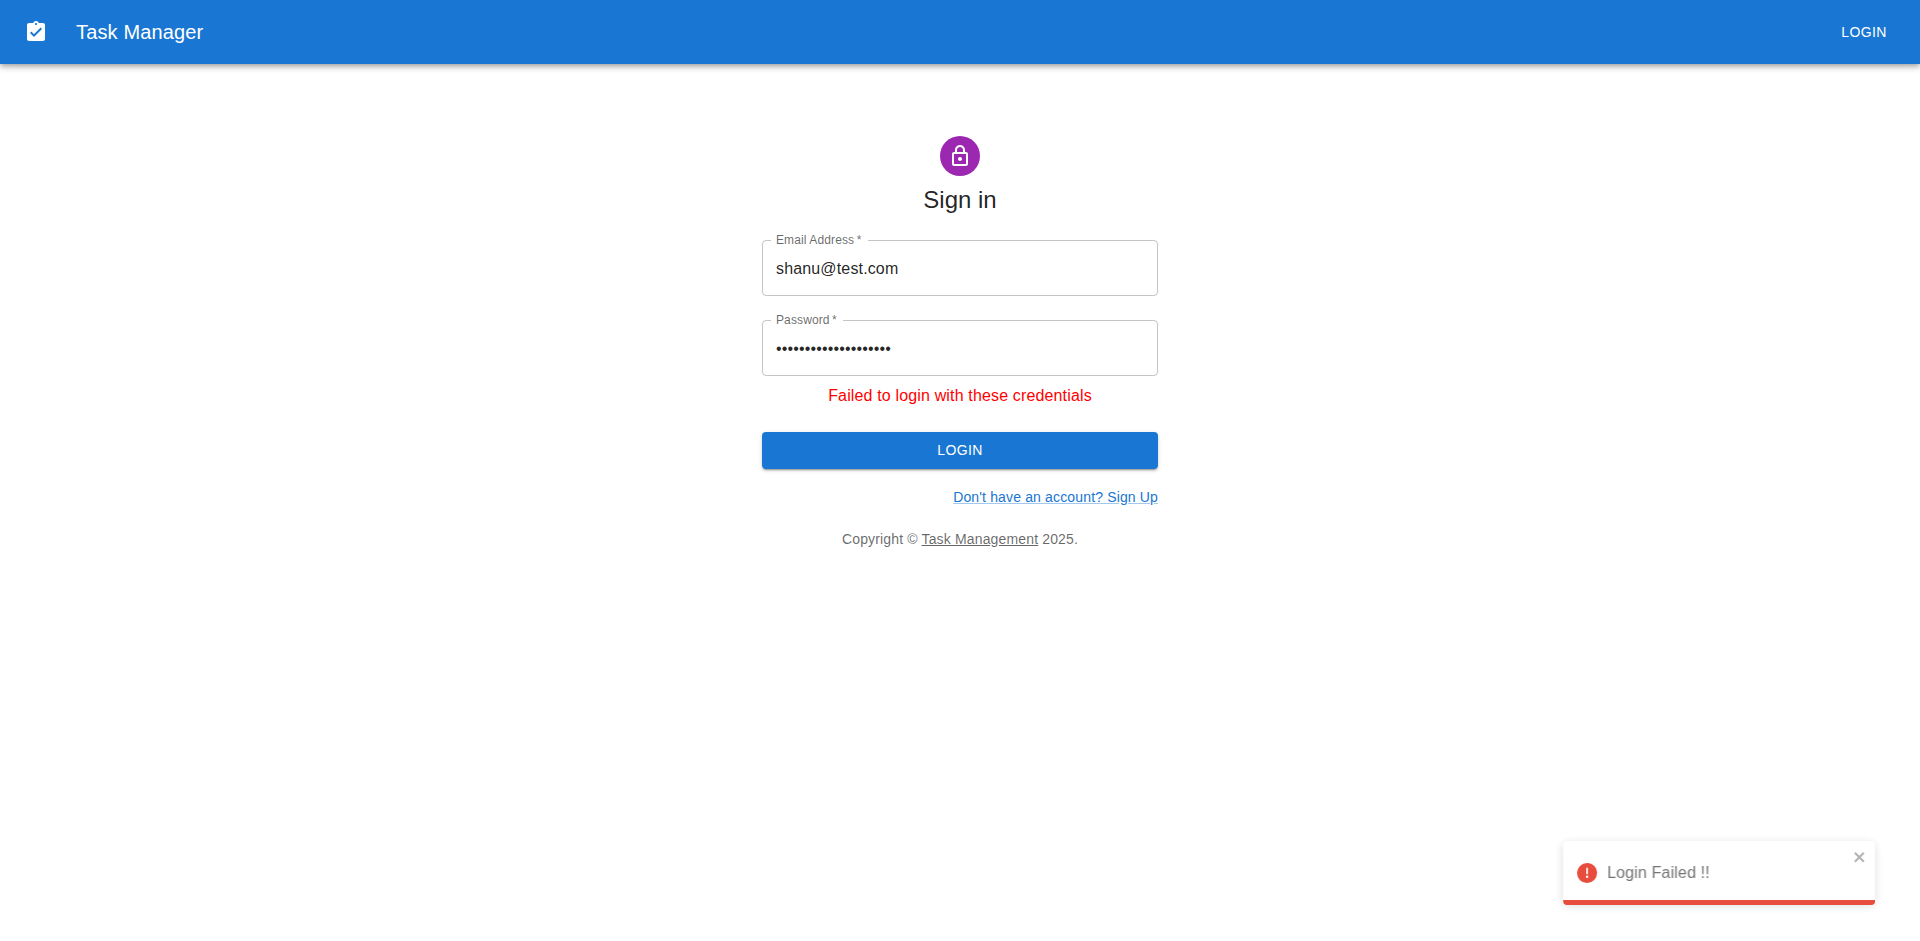 Task Manager
LOGIN
Sign in
Email Address *
shanu@test.com
Password *
••••••••••••••••••••
Failed to login with these credentials
LOGIN
Don't have an account? Sign Up
Copyright © Task Management 2025.
Login Failed !!